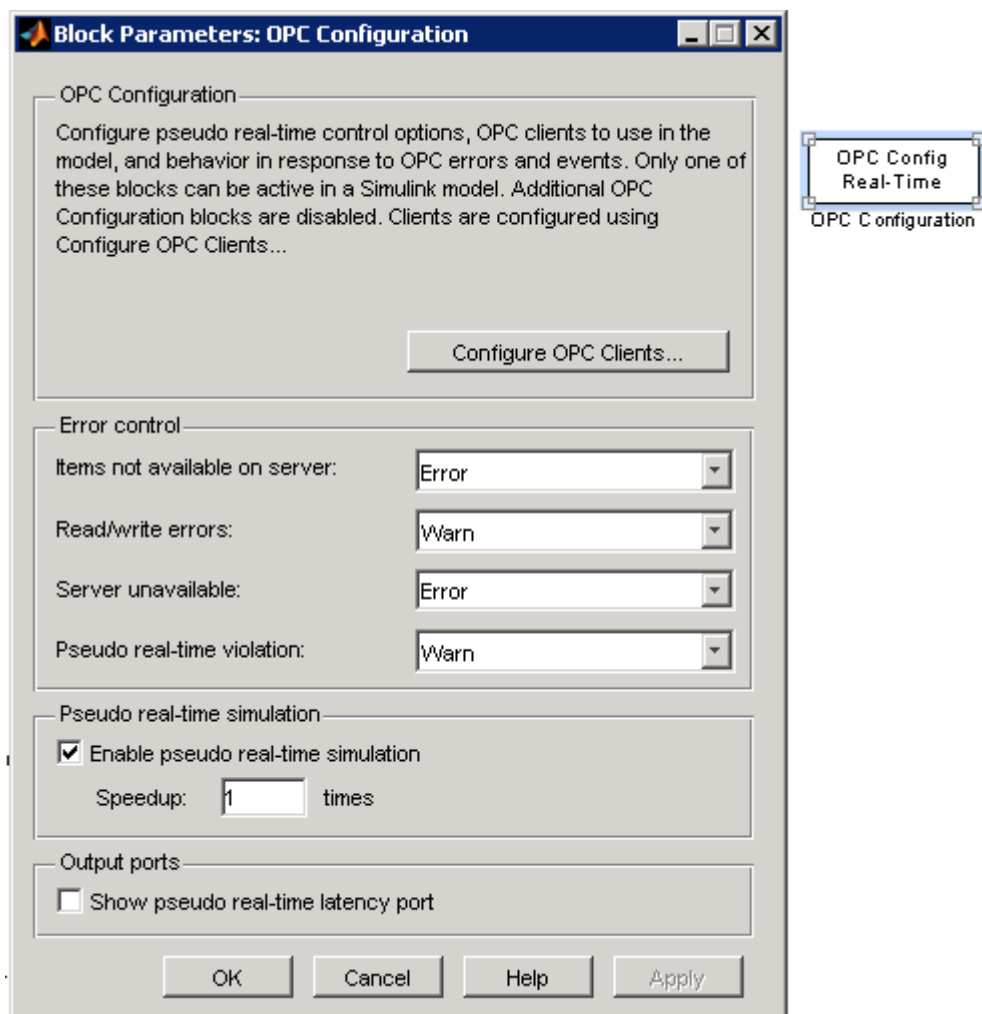 Block Parameters: OPC Configuration
OPC Configuration
Configure pseudo real-time control options, OPC clients to use in the
model, and behavior in response to OPC errors and events. Only one of
these blocks can be active in a Simulink model. Additional OPC
Configuration blocks are disabled. Clients are configured using
Configure OPC Clients...
Configure OPC Clients...
Error control
Items not available on server: Error
Read/write errors: Warn
Server unavailable: Error
Pseudo real-time violation: Warn
Pseudo real-time simulation
Enable pseudo real-time simulation
Speedup: 1 times
Output ports
Show pseudo real-time latency port
OK Cancel Help Apply
OPC Config
Real-Time
OPC Configuration